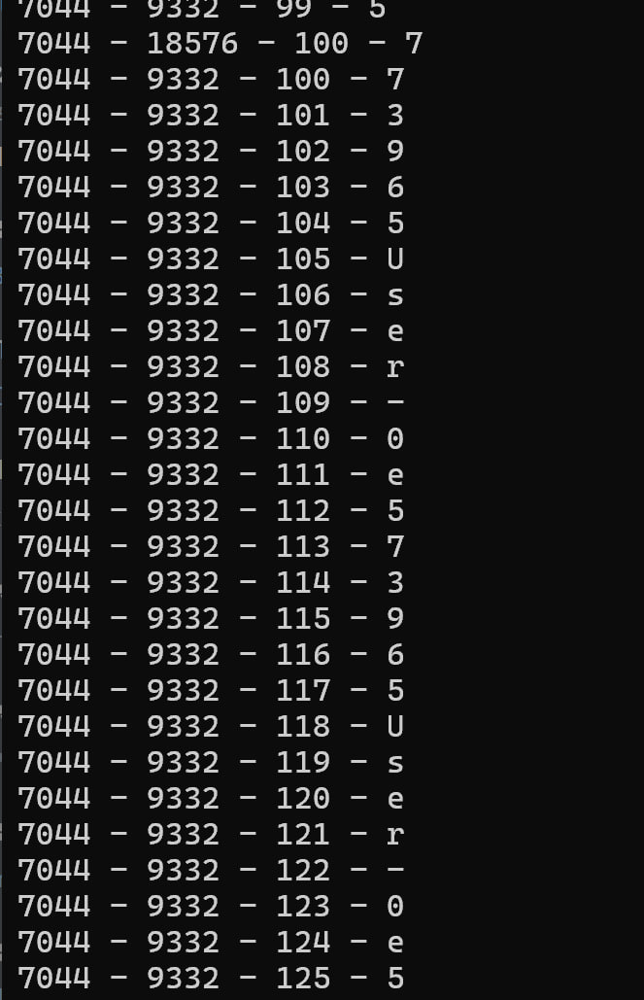 7044 - 9332 - 99 - 5
7044 - 18576 - 100 - 7
7044 - 9332 - 100 - 7
7044 - 9332 - 101 - 3
7044 - 9332 - 102 - 9
7044 - 9332 - 103 - 6
7044 - 9332 - 104 - 5
7044 - 9332 - 105 - U
7044 - 9332 - 106 - s
7044 - 9332 - 107 - e
7044 - 9332 - 108 - r
7044 - 9332 - 109 - -
7044 - 9332 - 110 - 0
7044 - 9332 - 111 - e
7044 - 9332 - 112 - 5
7044 - 9332 - 113 - 7
7044 - 9332 - 114 - 3
7044 - 9332 - 115 - 9
7044 - 9332 - 116 - 6
7044 - 9332 - 117 - 5
7044 - 9332 - 118 - U
7044 - 9332 - 119 - s
7044 - 9332 - 120 - e
7044 - 9332 - 121 - r
7044 - 9332 - 122 - -
7044 - 9332 - 123 - 0
7044 - 9332 - 124 - e
7044 - 9332 - 125 - 5